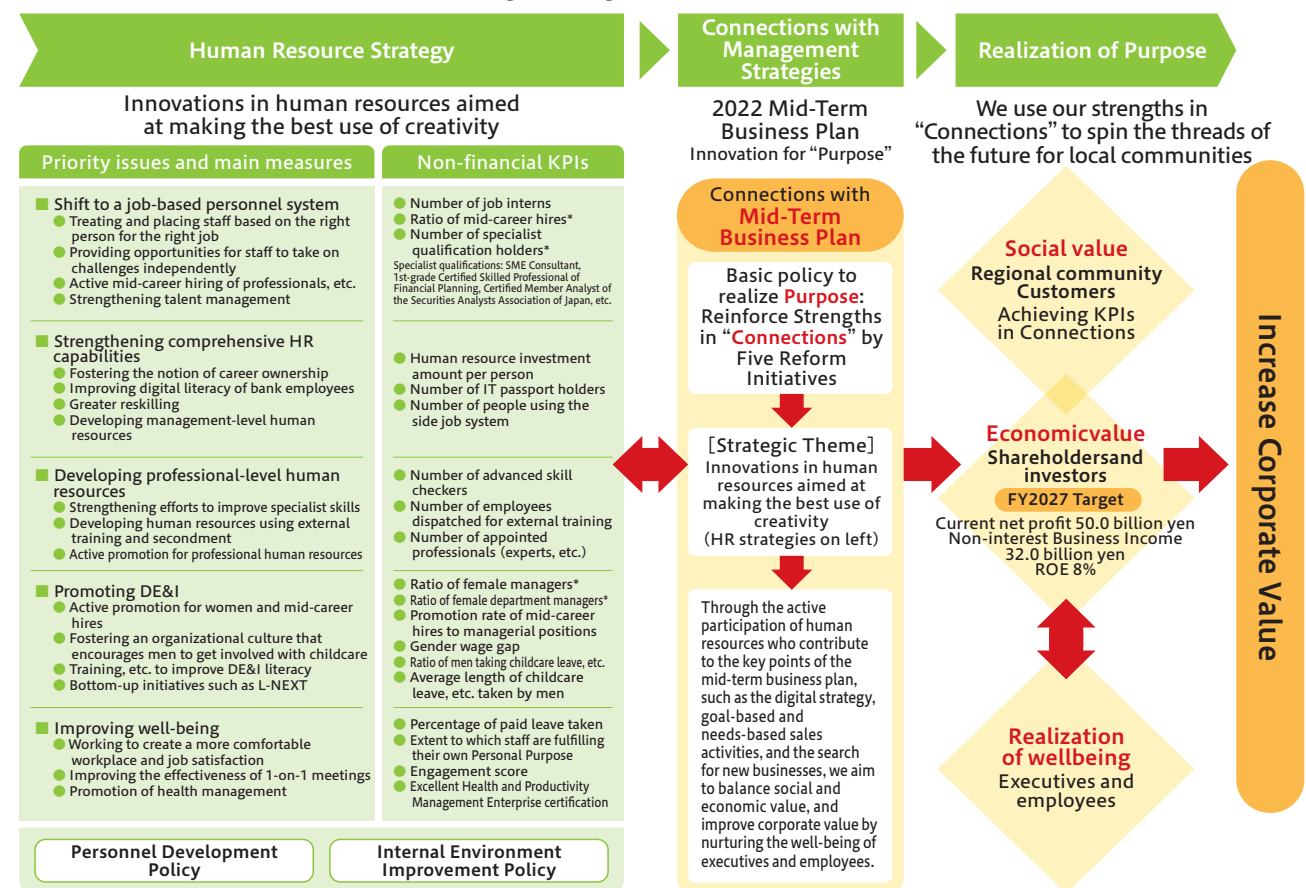 Human Resource Strategy
Innovations in human resources aimed
at making the best use of creativity
Priority issues and main measures
Non-financial KPIs
■ Shift to a job-based personnel system
● Treating and placing staff based on the right
person for the right job
● Providing opportunities for staff to take on
challenges independently
● Active mid-career hiring of professionals, etc.
● Strengthening talent management
● Number of job interns
● Ratio of mid-career hires*
● Number of specialist
qualification holders*
Specialist qualifications: SME Consultant,
1st-grade Certified Skilled Professional of
Financial Planning, Certified Member Analyst of
the Securities Analysts Association of Japan, etc.
■ Strengthening comprehensive HR
capabilities
● Fostering the notion of career ownership
● Improving digital literacy of bank employees
● Greater reskilling
● Developing management-level human
resources
● Human resource investment
amount per person
● Number of IT passport holders
● Number of people using the
side job system
■ Developing professional-level human
resources
● Strengthening efforts to improve specialist skills
● Developing human resources using external
training and secondment
● Active promotion for professional human resources
● Number of advanced skill
checkers
● Number of employees
dispatched for external training
● Number of appointed
professionals (experts, etc.)
■ Promoting DE&I
● Active promotion for women and mid-career
hires
● Fostering an organizational culture that
encourages men to get involved with childcare
● Training, etc. to improve DE&I literacy
● Bottom-up initiatives such as L-NEXT
● Ratio of female managers*
● Ratio of female department managers*
● Promotion rate of mid-career
hires to managerial positions
● Gender wage gap
● Ratio of men taking childcare leave, etc.
● Average length of childcare
leave, etc. taken by men
■ Improving well-being
● Working to create a more comfortable
workplace and job satisfaction
● Improving the effectiveness of 1-on-1 meetings
● Promotion of health management
● Percentage of paid leave taken
● Extent to which staff are fulfilling
their own Personal Purpose
● Engagement score
● Excellent Health and Productivity
Management Enterprise certification
Personnel Development
Policy
Internal Environment
Improvement Policy
Connections with
Management
Strategies
2022 Mid-Term
Business Plan
Innovation for “Purpose”
Connections with
Mid-Term
Business Plan
Basic policy to
realize Purpose:
Reinforce Strengths
in “Connections” by
Five Reform
Initiatives
[Strategic Theme]
Innovations in human
resources aimed at
making the best use of
creativity
(HR strategies on left)
Through the active
participation of human
resources who contribute
to the key points of the
mid-term business plan,
such as the digital strategy,
goal-based and
needs-based sales
activities, and the search
for new businesses, we aim
to balance social and
economic value, and
improve corporate value by
nurturing the well-being of
executives and employees.
Realization of Purpose
We use our strengths in
“Connections” to spin the threads of
the future for local communities
Social value
Regional community
Customers
Achieving KPIs
in Connections
Economicvalue
Shareholdersand
investors
FY2027 Target
Current net profit 50.0 billion yen
Non-interest Business Income
32.0 billion yen
ROE 8%
Realization
of wellbeing
Executives and
employees
Increase Corporate Value